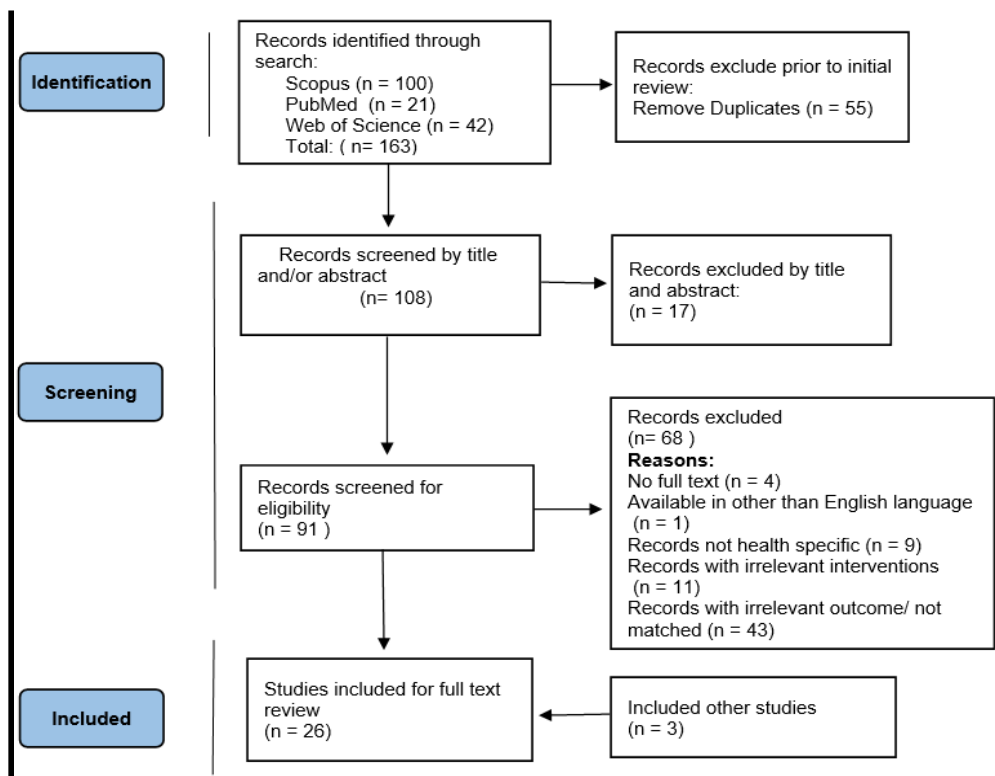 Identification
Records identified through
search:
Scopus (n = 100)
PubMed (n = 21)
Web of Science (n = 42)
Total: ( n= 163)
Records exclude prior to initial
review:
Remove Duplicates (n = 55)
Screening
Records screened by title
and/or abstract
(n= 108)
Records excluded by title
and abstract:
(n = 17)
Records screened for
eligibility
(n = 91 )
Records excluded
(n= 68 )
Reasons:
No full text (n = 4)
Available in other than English language
(n = 1)
Records not health specific (n = 9)
Records with irrelevant interventions
(n = 11)
Records with irrelevant outcome/ not
matched (n = 43)
Included
Studies included for full text
review
(n = 26)
Included other studies
(n = 3)